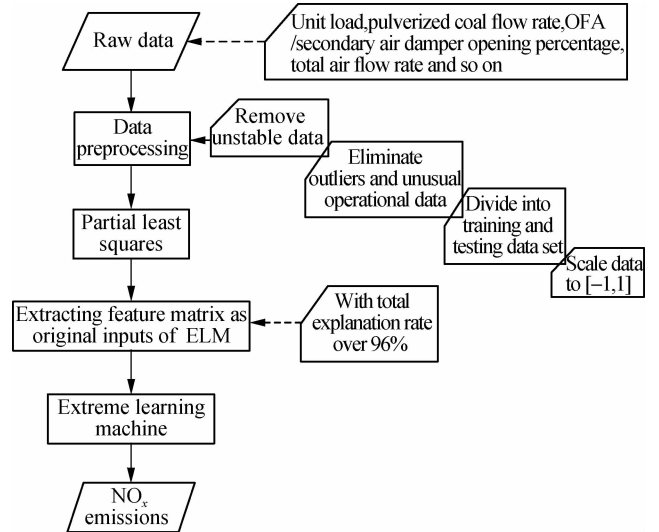 Raw data
Unit load,pulverized coal flow rate,OFA
/secondary air damper opening percentage,
total air flow rate and so on
Data
preprocessing
Remove
unstable data
Eliminate
outliers and unusual
operational data
Divide into
training and
testing data set
Scale data
to [−1,1]
Partial least
squares
Extracting feature matrix as
original inputs of ELM
With total
explanation rate
over 96%
Extreme learning
machine
NOx
emissions